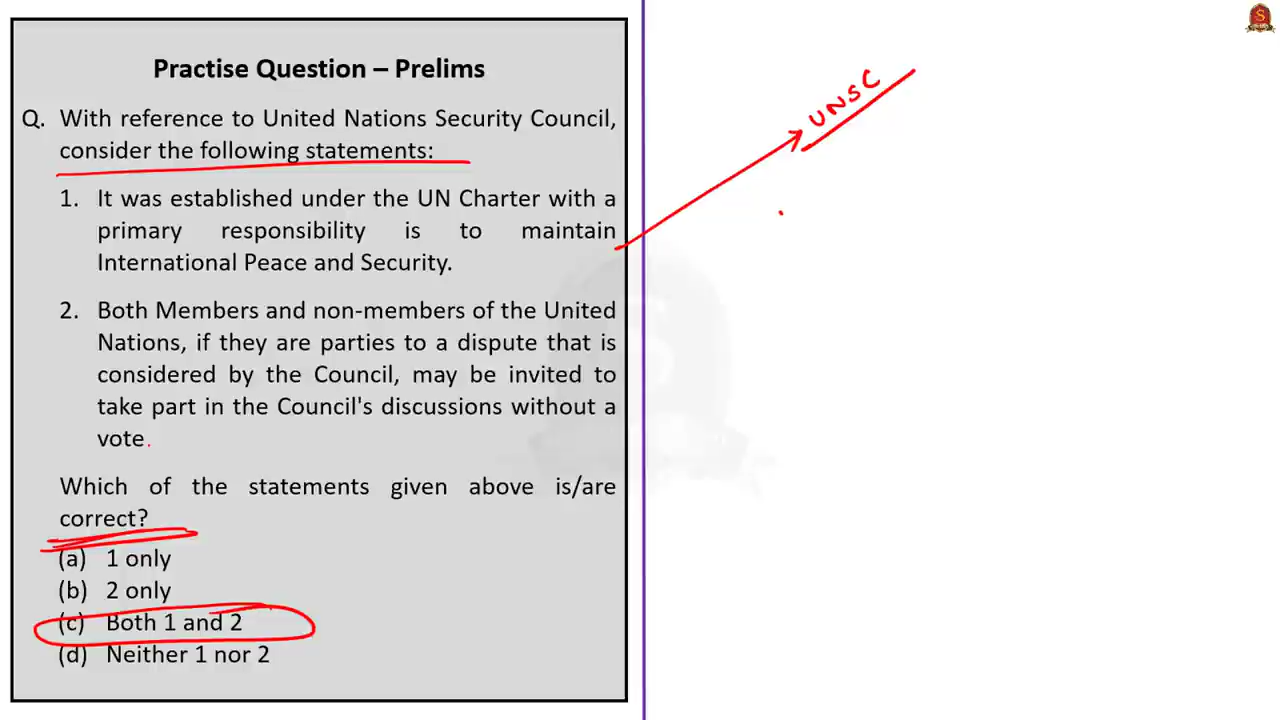 Practise Question – Prelims
Q. With reference to United Nations Security Council,
consider the following statements:
1. It was established under the UN Charter with a
primary responsibility is to maintain
International Peace and Security.
2. Both Members and non-members of the United
Nations, if they are parties to a dispute that is
considered by the Council, may be invited to
take part in the Council's discussions without a
vote.
Which of the statements given above is/are
correct?
(a) 1 only
(b) 2 only
(c) Both 1 and 2
(d) Neither 1 nor 2
UNSC